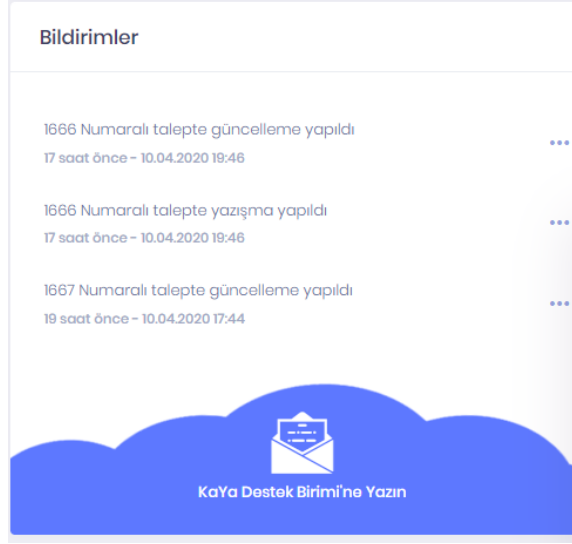 Bildirimler
1666 Numaralı talepte güncelleme yapıldı
17 saat önce - 10.04.2020 19:46
1666 Numaralı talepte yazışma yapıldı
17 saat önce - 10.04.2020 19:46
1667 Numaralı talepte güncelleme yapıldı
19 saat önce - 10.04.2020 17:44
KaYa Destek Birimi'ne Yazın